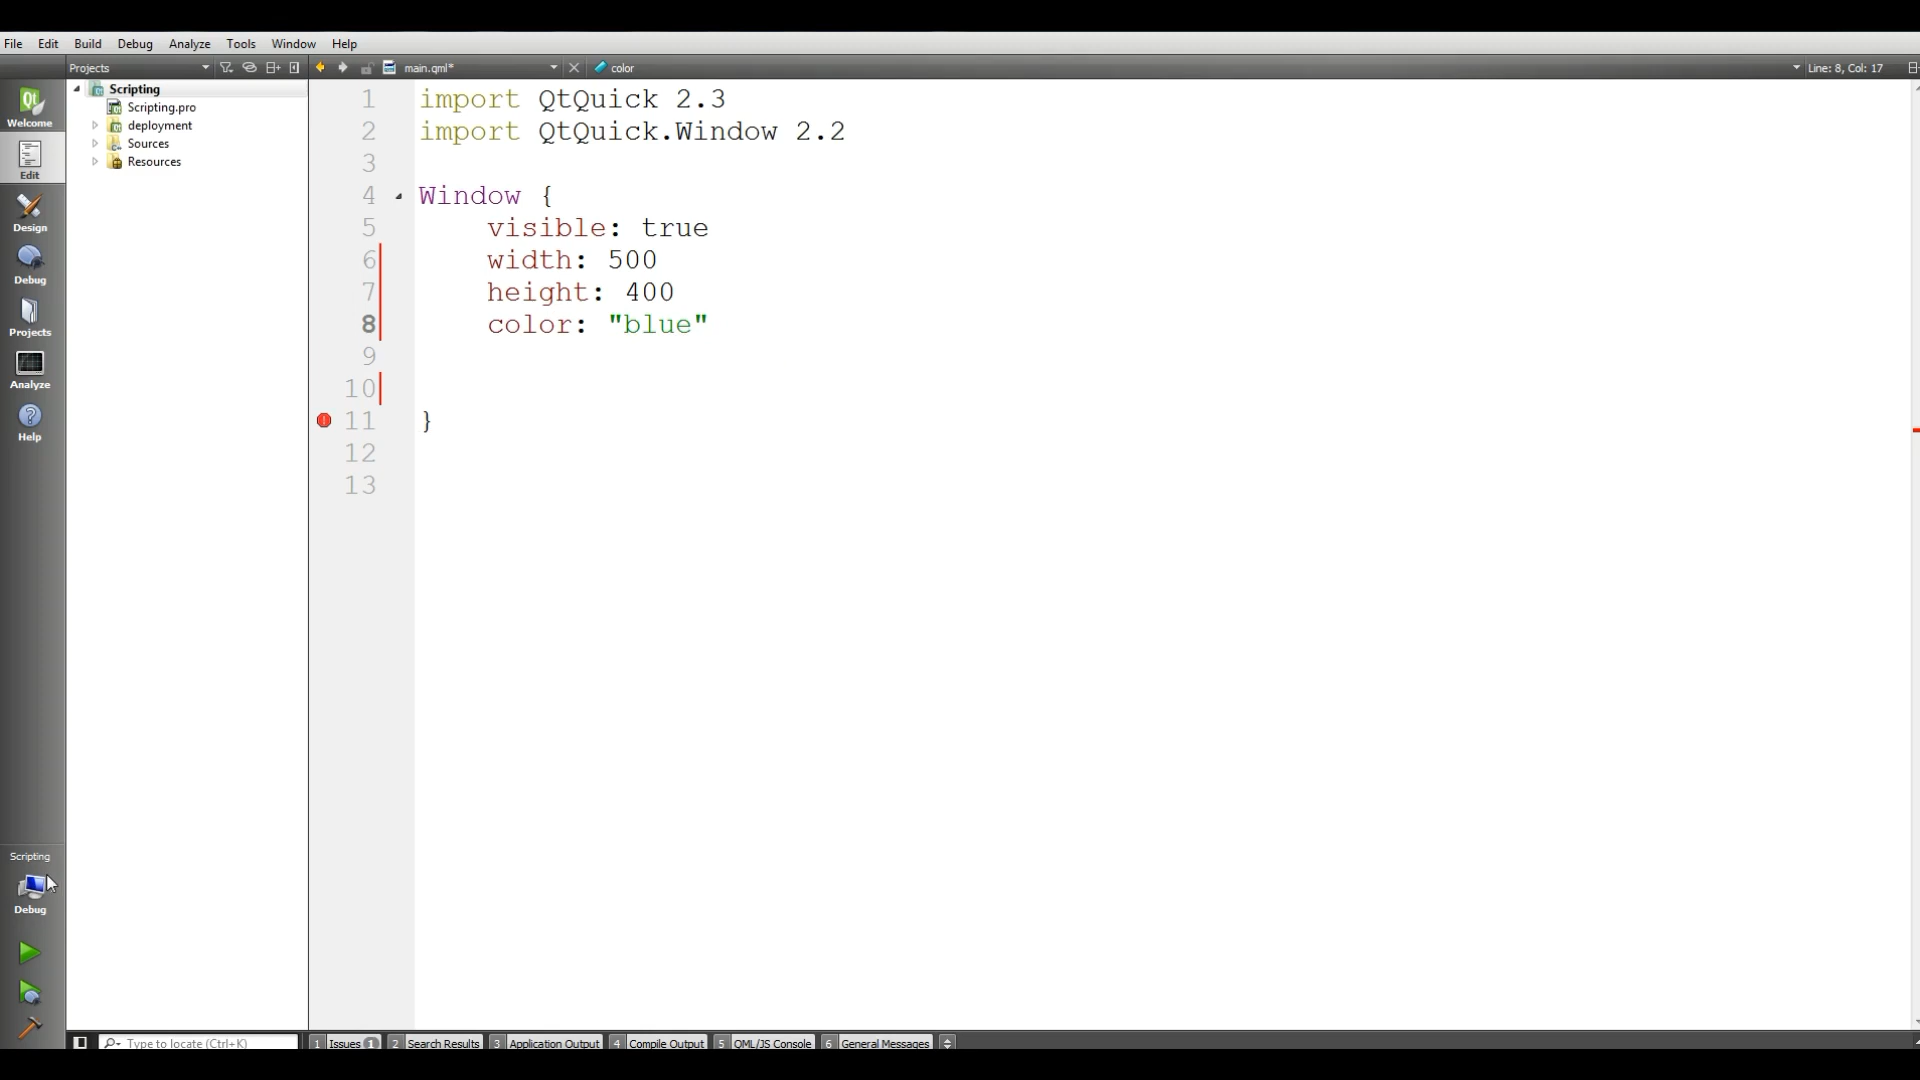 File Edit Build Debug Analyze Tools Window Help
Projects main.qml* color Line: 8, Col: 17
Welcome
Edit
Design
Debug
Projects
Analyze
Help
Scripting
Debug
Scripting
Scripting.pro
deployment
Sources
Resources
1 import QtQuick 2.3
2 import QtQuick.Window 2.2
3
4 Window {
5 visible: true
6 width: 500
7 height: 400
8 color: "blue"
9
10
11 }
12
13
Type to locate (Ctrl+K) 1 Issues 1 2 Search Results 3 Application Output 4 Compile Output 5 QML/JS Console 6 General Messages